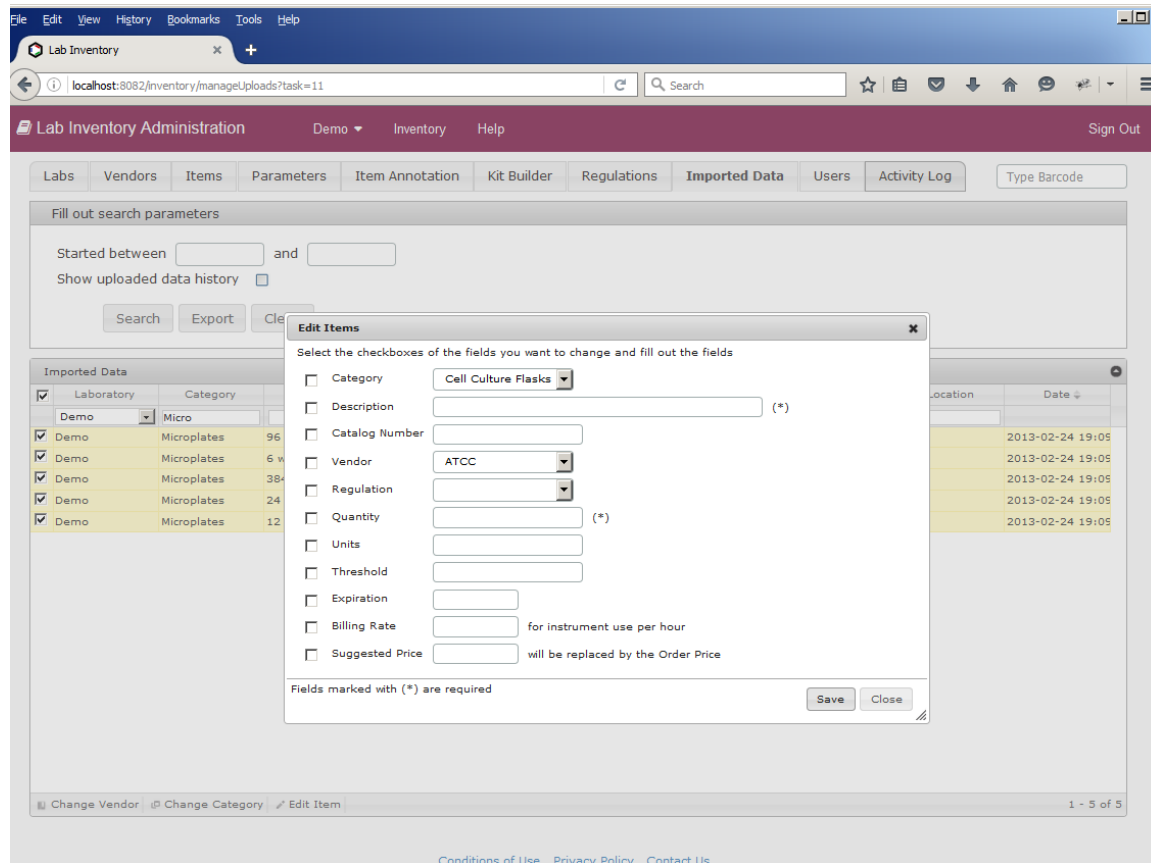 File Edit View History Bookmarks Tools Help
Lab Inventory
localhost:8082/inventory/manageUploads?task=11 Search
Lab Inventory Administration Demo Inventory Help Sign Out
Labs Vendors Items Parameters Item Annotation Kit Builder Regulations Imported Data Users Activity Log Type Barcode
Fill out search parameters
Started between and
Show uploaded data history
Search Export
Edit Items
Select the checkboxes of the fields you want to change and fill out the fields
Category Cell Culture Flasks
Description (*)
Catalog Number
Vendor ATCC
Regulation
Quantity (*)
Units
Threshold
Expiration
Billing Rate for instrument use per hour
Suggested Price will be replaced by the Order Price
Fields marked with (*) are required
Save Close
Imported Data
Laboratory Category Location Date
Demo Micro
Demo Microplates 96 2013-02-24 19:09
Demo Microplates 6 2013-02-24 19:09
Demo Microplates 384 2013-02-24 19:09
Demo Microplates 24 2013-02-24 19:09
Demo Microplates 12 2013-02-24 19:09
Change Vendor Change Category Edit Item 1 - 5 of 5
Conditions of Use Privacy Policy Contact Us